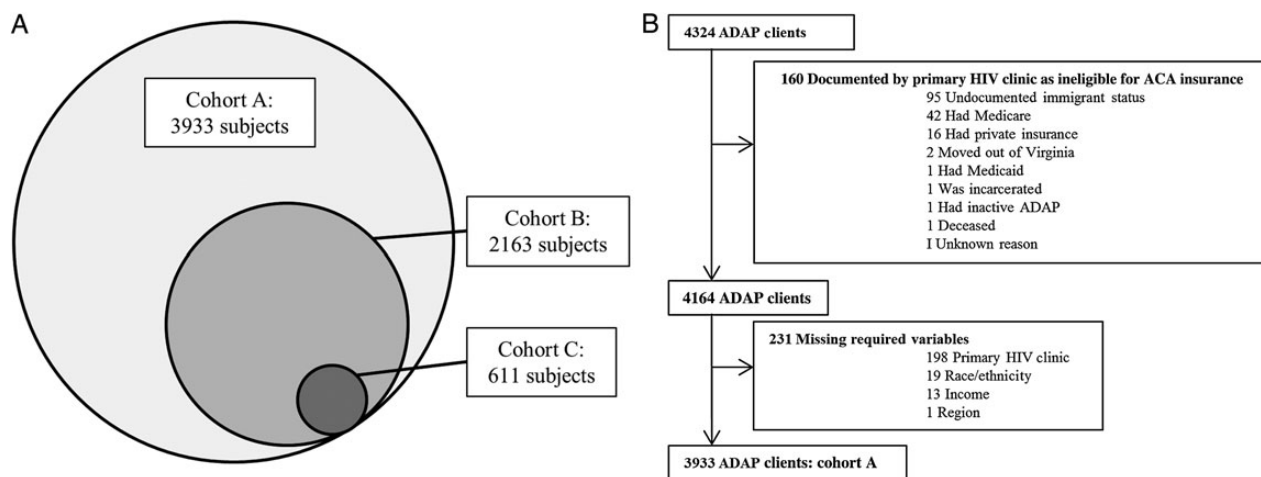 A
Cohort A:
3933 subjects
Cohort B:
2163 subjects
Cohort C:
611 subjects
B
4324 ADAP clients
160 Documented by primary HIV clinic as ineligible for ACA insurance
95 Undocumented immigrant status
42 Had Medicare
16 Had private insurance
2 Moved out of Virginia
1 Had Medicaid
1 Was incarcerated
1 Had inactive ADAP
1 Deceased
I Unknown reason
4164 ADAP clients
231 Missing required variables
198 Primary HIV clinic
19 Race/ethnicity
13 Income
1 Region
3933 ADAP clients: cohort A